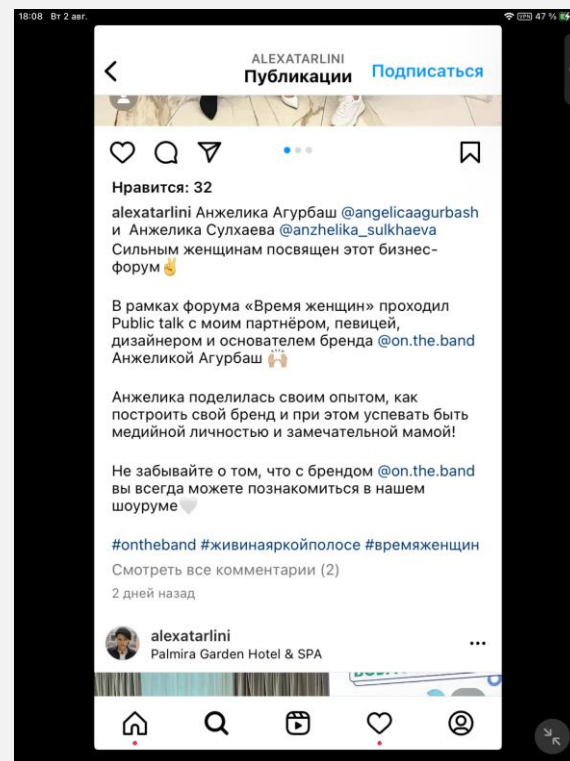 18:08 Вт 2 авг.
VPN 47 %
ALEXATARLINI
Публикации
Подписаться
Нравится: 32
alexatarlini Анжелика Агурбаш @angelicaagurbash
и Анжелика Сулхаева @anzhelika_sulkhaeva
Сильным женщинам посвящен этот бизнес-
форум✌️
В рамках форума «Время женщин» проходил
Public talk с моим партнёром, певицей,
дизайнером и основателем бренда @on.the.band
Анжеликой Агурбаш 🙌🏼
Анжелика поделилась своим опытом, как
построить свой бренд и при этом успевать быть
медийной личностью и замечательной мамой!
Не забывайте о том, что с брендом @on.the.band
вы всегда можете познакомиться в нашем
шоуруме🤍
#ontheband #живинаяркойполосе #времяженщин
Смотреть все комментарии (2)
2 дней назад
alexatarlini
Palmira Garden Hotel & SPA